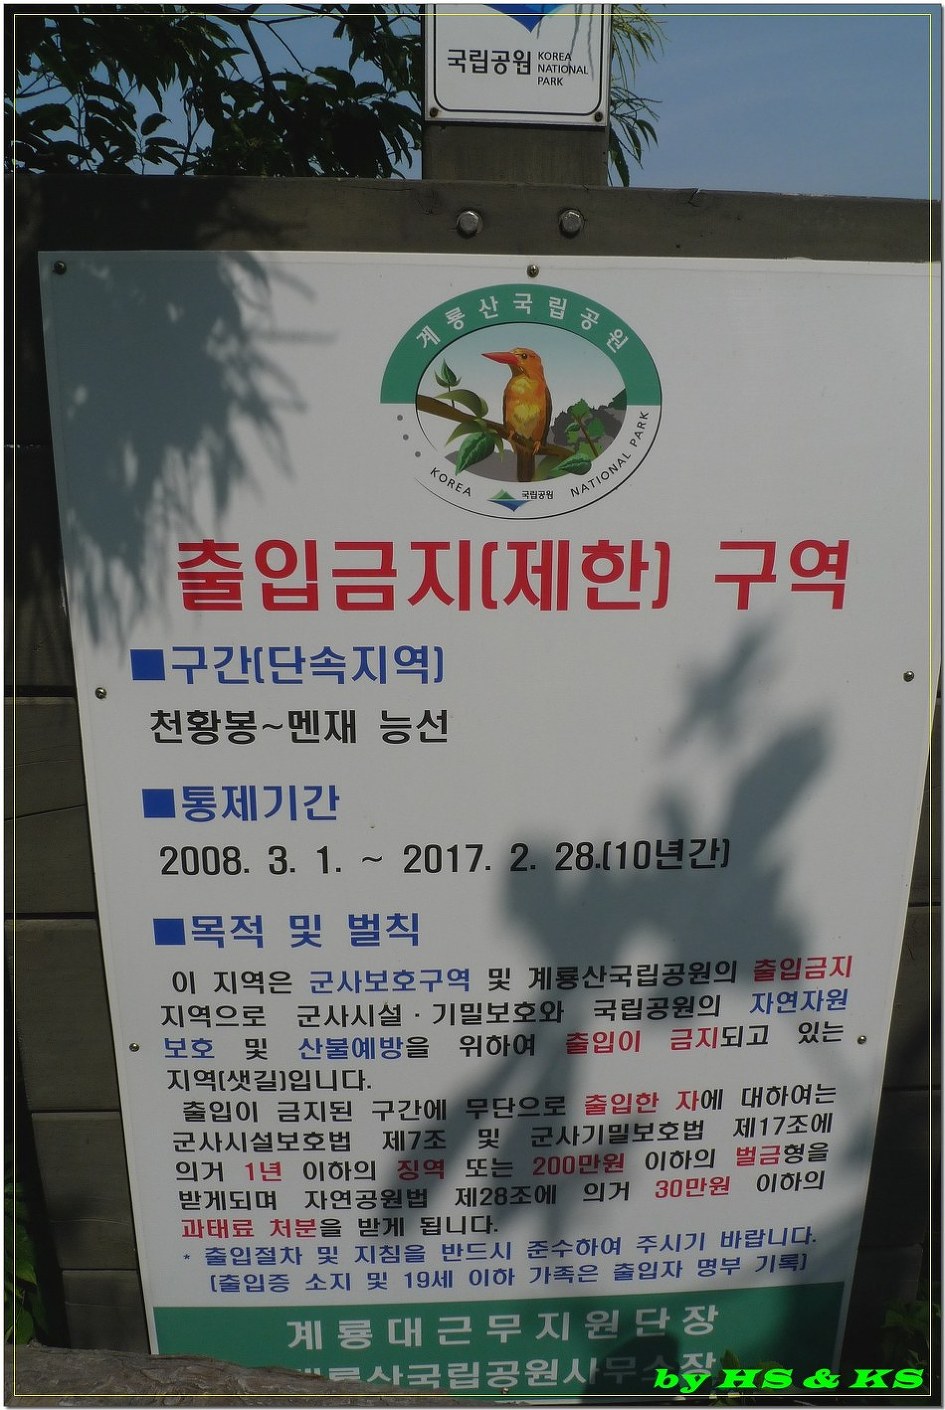 국립공원 KOREA
NATIONAL
PARK
계룡산국립공원
KOREA NATIONAL PARK
국립공원
출입금지(제한) 구역
■구간(단속지역)
천황봉~멘재 능선
■통제기간
2008. 3. 1. ~ 2017. 2. 28.(10년간)
■목적 및 벌칙
이 지역은 군사보호구역 및 계룡산국립공원의 출입금지
지역으로 군사시설·기밀보호와 국립공원의 자연자원
보호 및 산불예방을 위하여 출입이 금지되고 있는
지역(샛길)입니다.
출입이 금지된 구간에 무단으로 출입한 자에 대하여는
군사시설보호법 제7조 및 군사기밀보호법 제17조에
의거 1년 이하의 징역 또는 200만원 이하의 벌금형을
받게되며 자연공원법 제28조에 의거 30만원 이하의
과태료 처분을 받게 됩니다.
* 출입절차 및 지침을 반드시 준수하여 주시기 바랍니다.
(출입증 소지 및 19세 이하 가족은 출입자 명부 기록)
계룡대근무지원단장
계룡산국립공원사무소장
by HS & KS